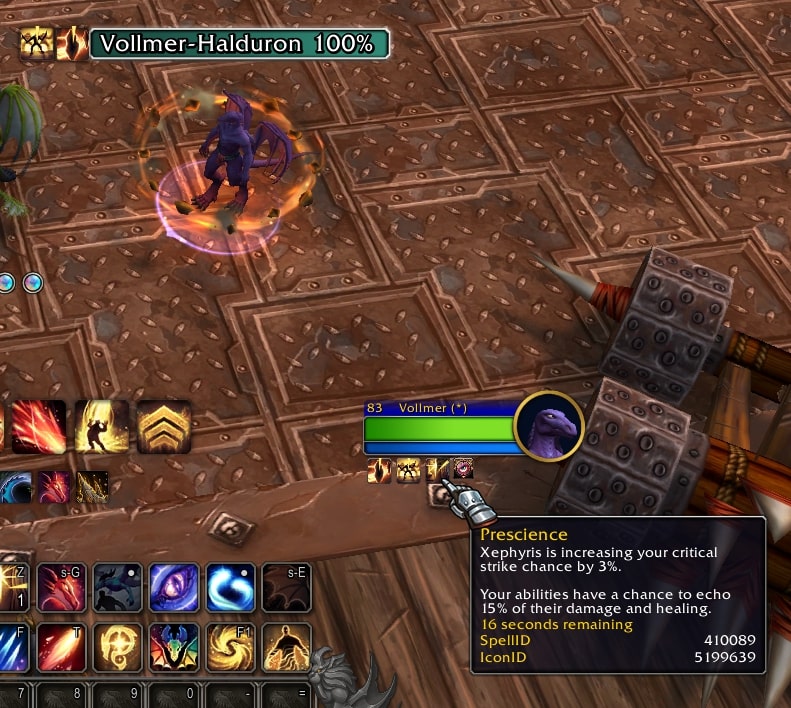 Vollmer-Halduron 100%
83 Vollmer (*)
Prescience
Xephyris is increasing your critical
strike chance by 3%.
Your abilities have a chance to echo
15% of their damage and healing.
16 seconds remaining
SpellID 410089
IconID 5199639
Z s-G s-E
1
F T F1
7 8 9 0 - =